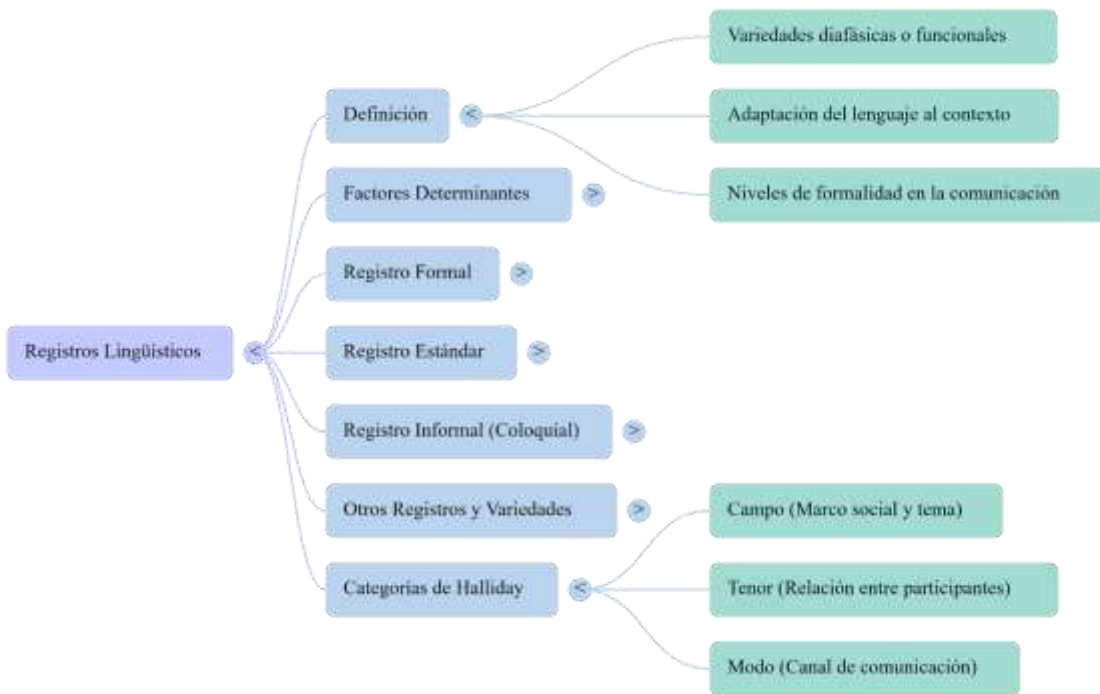 Registros Lingüísticos
<
Definición
<
Variedades diafásicas o funcionales
Adaptación del lenguaje al contexto
Niveles de formalidad en la comunicación
Factores Determinantes
>
Registro Formal
>
Registro Estándar
>
Registro Informal (Coloquial)
>
Otros Registros y Variedades
>
Categorías de Halliday
<
Campo (Marco social y tema)
Tenor (Relación entre participantes)
Modo (Canal de comunicación)